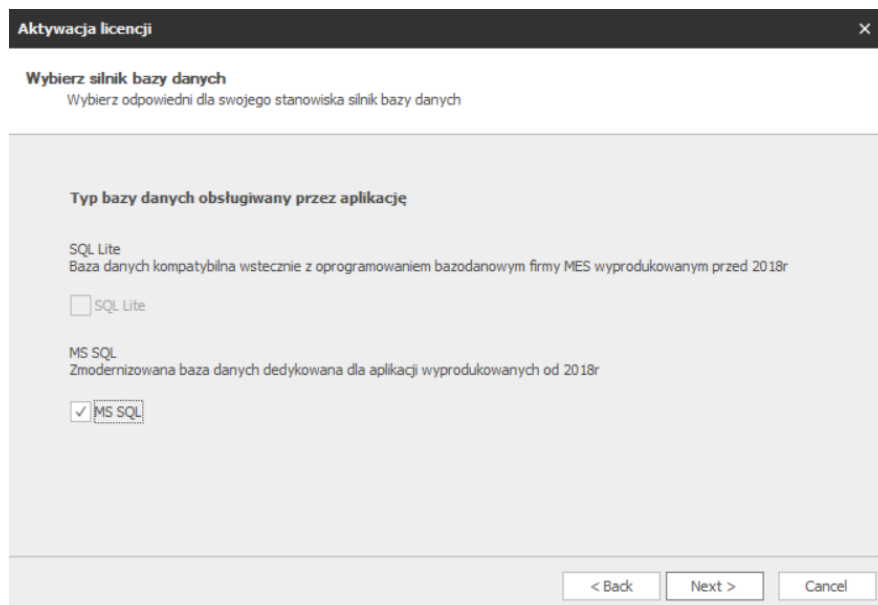 Aktywacja licencji
Wybierz silnik bazy danych
Wybierz odpowiedni dla swojego stanowiska silnik bazy danych
Typ bazy danych obsługiwany przez aplikację
SQL Lite
Baza danych kompatybilna wstecznie z oprogramowaniem bazodanowym firmy MES wyprodukowanym przed 2018r
SQL Lite
MS SQL
Zmodernizowana baza danych dedykowana dla aplikacji wyprodukowanych od 2018r
MS SQL
< Back Next > Cancel